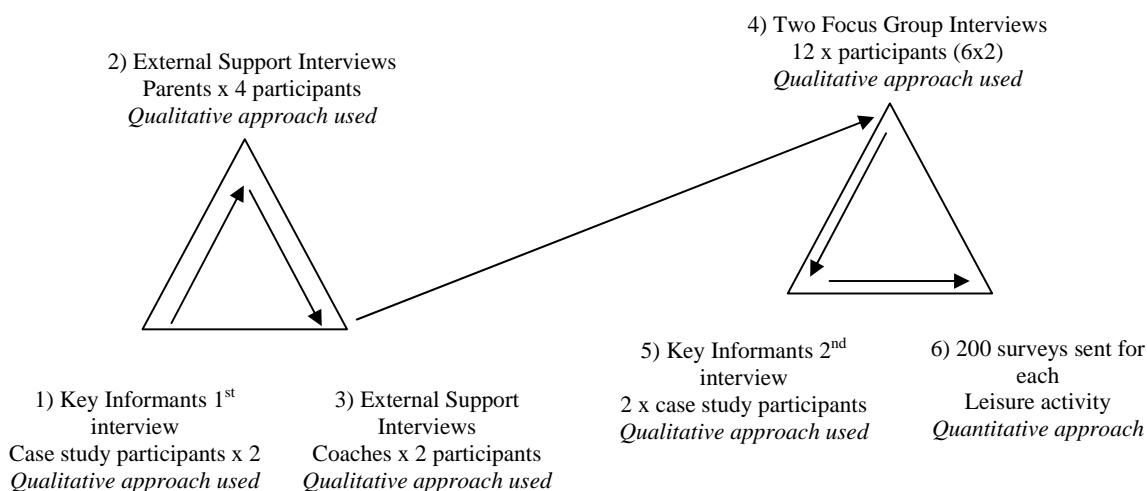 2) External Support Interviews
Parents x 4 participants
Qualitative approach used
4) Two Focus Group Interviews
12 x participants (6x2)
Qualitative approach used
1) Key Informants 1st
interview
Case study participants x 2
Qualitative approach used
3) External Support
Interviews
Coaches x 2 participants
Qualitative approach used
5) Key Informants 2nd
interview
2 x case study participants
Qualitative approach used
6) 200 surveys sent for
each
Leisure activity
Quantitative approach